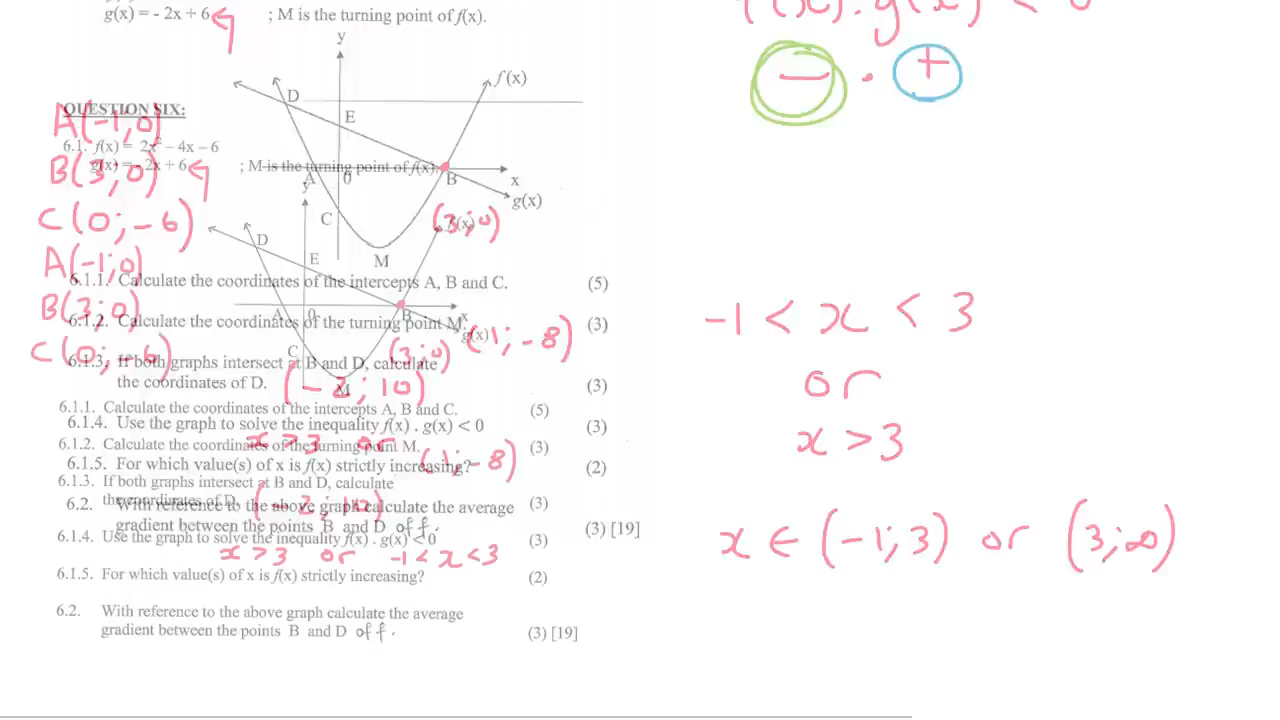 g(x) = - 2x + 6 ; M is the turning point of f(x).
y
f(x)
D
E
A 0 B x
g(x)
C
M
QUESTION SIX:
6.1. f(x) = 2x² – 4x – 6
g(x) = - 2x + 6 ; M is the turning point of f(x).
A(-1;0)
B(3;0)
C(0;-6)
(3;0)
y
f(x)
D
E
A 0 B x
g(x)
C
M
A(-1;0)
B(3;0)
C(0;-6)
(3;0)
6.1.1. Calculate the coordinates of the intercepts A, B and C. (5)
6.1.2. Calculate the coordinates of the turning point M. (3)
(1;-8)
6.1.3. If both graphs intersect at B and D, calculate
the coordinates of D. (3)
(-2;10)
6.1.4. Use the graph to solve the inequality f(x) . g(x) < 0 (3)
x > 3 or
6.1.5. For which value(s) of x is f(x) strictly increasing? (2)
6.2. With reference to the above graph calculate the average
gradient between the points B and D of f. (3) [19]
6.1.1. Calculate the coordinates of the intercepts A, B and C. (5)
6.1.2. Calculate the coordinates of the turning point M. (3)
(1;-8)
6.1.3. If both graphs intersect at B and D, calculate
the coordinates of D. (3)
(-2;10)
6.1.4. Use the graph to solve the inequality f(x) . g(x) < 0 (3)
x > 3 or -1 < x < 3
6.1.5. For which value(s) of x is f(x) strictly increasing? (2)
6.2. With reference to the above graph calculate the average
gradient between the points B and D of f. (3) [19]
f(x) . g(x) < 0
- . +
-1 < x < 3
or
x > 3
x ∈ (-1;3) or (3;∞)